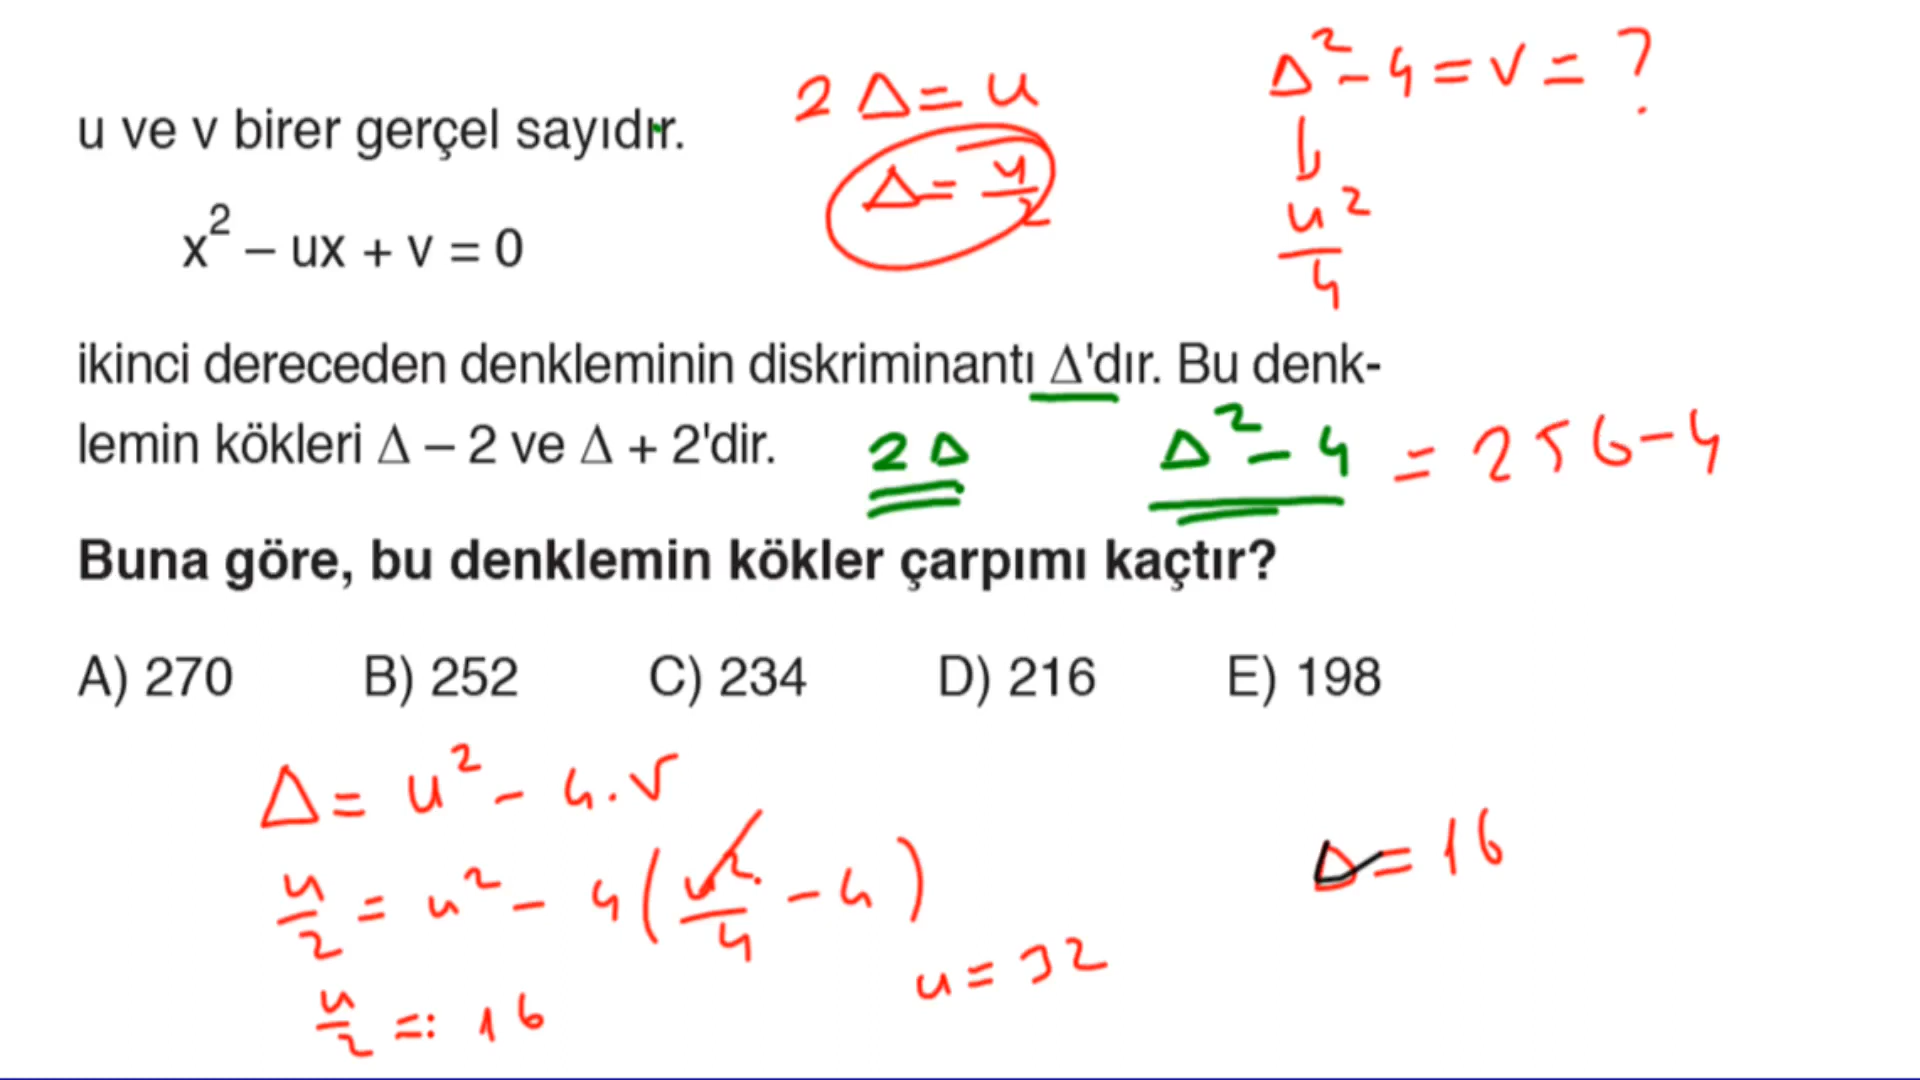 2 Δ = u
Δ² - 4 = v = ?
u ve v birer gerçel sayıdır.
Δ = u/2
u²/4
x² – ux + v = 0
ikinci dereceden denkleminin diskriminantı Δ'dır. Bu denk-
lemin kökleri Δ – 2 ve Δ + 2'dir.
2 Δ
Δ² - 4 = 256 - 4
Buna göre, bu denklemin kökler çarpımı kaçtır?
A) 270 B) 252 C) 234 D) 216 E) 198
Δ = u² - 4 . v
Δ = 16
u/2 = u² - 4 (u²/4 - 4)
u = 32
u/2 = 16